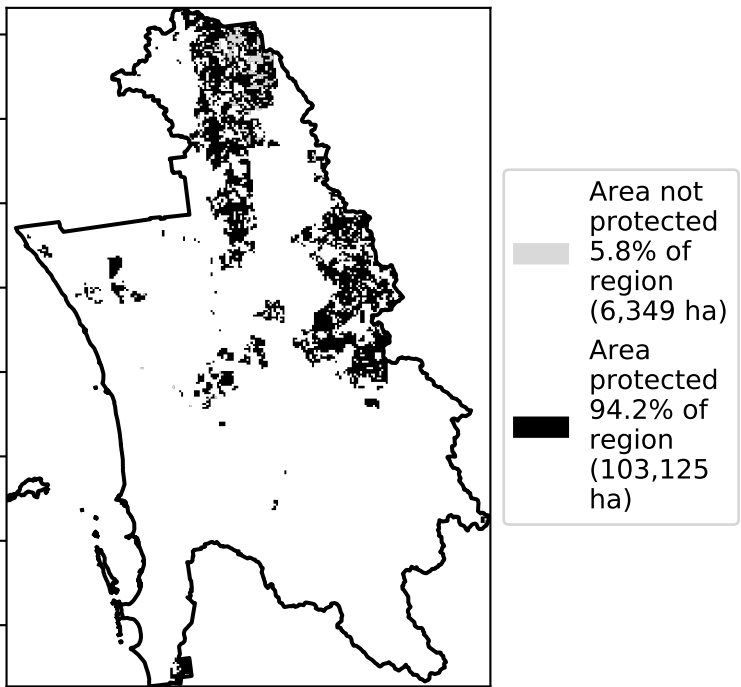 Area not
protected
5.8% of
region
(6,349 ha)
Area
protected
94.2% of
region
(103,125
ha)